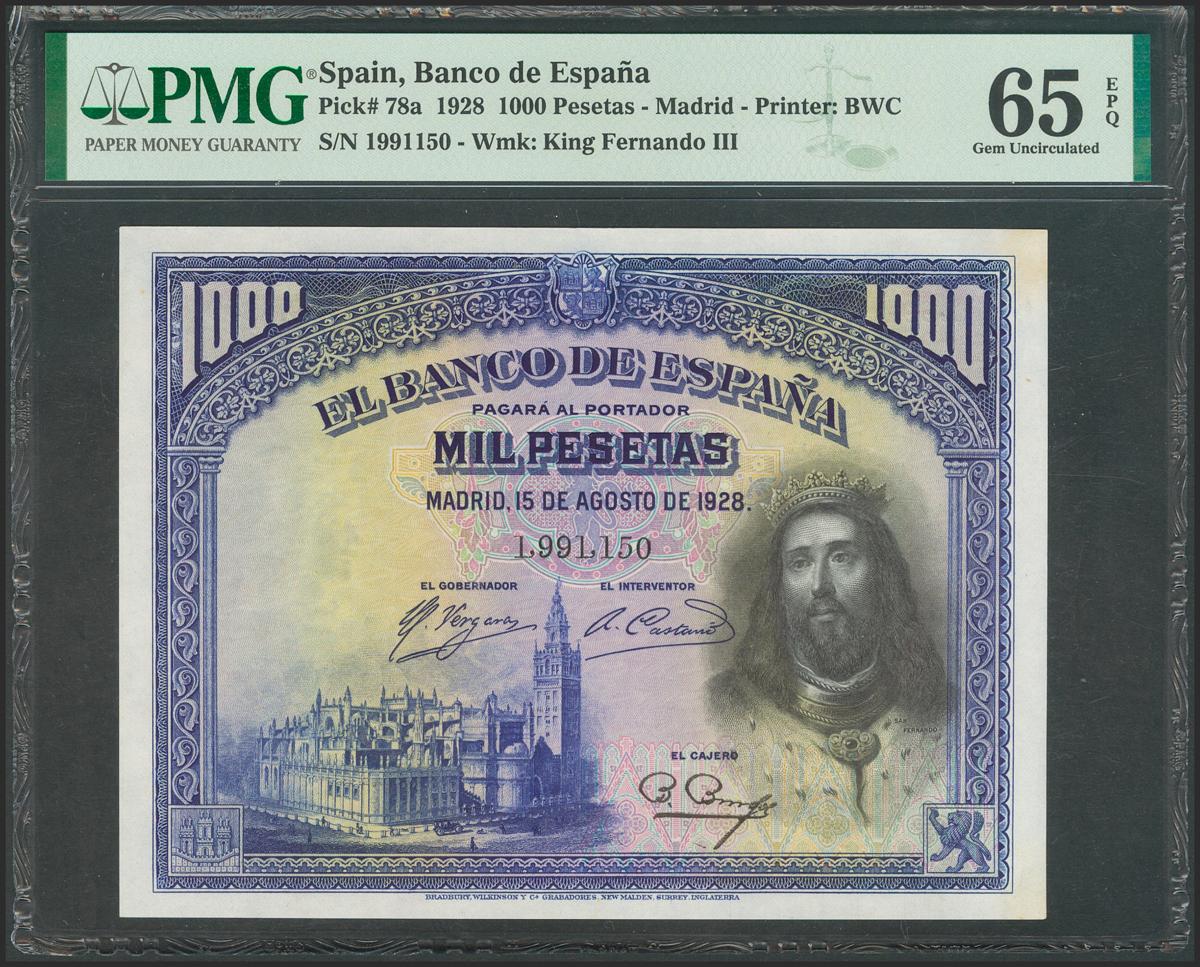 PMG®
PAPER MONEY GUARANTY
Spain, Banco de España
Pick# 78a 1928 1000 Pesetas - Madrid - Printer: BWC
S/N 1991150 - Wmk: King Fernando III
65 EPQ
Gem Uncirculated
1000 1000
EL BANCO DE ESPAÑA
PAGARÁ AL PORTADOR
MIL PESETAS
MADRID, 15 DE AGOSTO DE 1928.
1,991,150
EL GOBERNADOR EL INTERVENTOR
Vergara A. Castaño
SAN
FERNANDO
EL CAJERO
BRADBURY, WILKINSON Y Cª GRABADORES, NEW MALDEN, SURREY, INGLATERRA